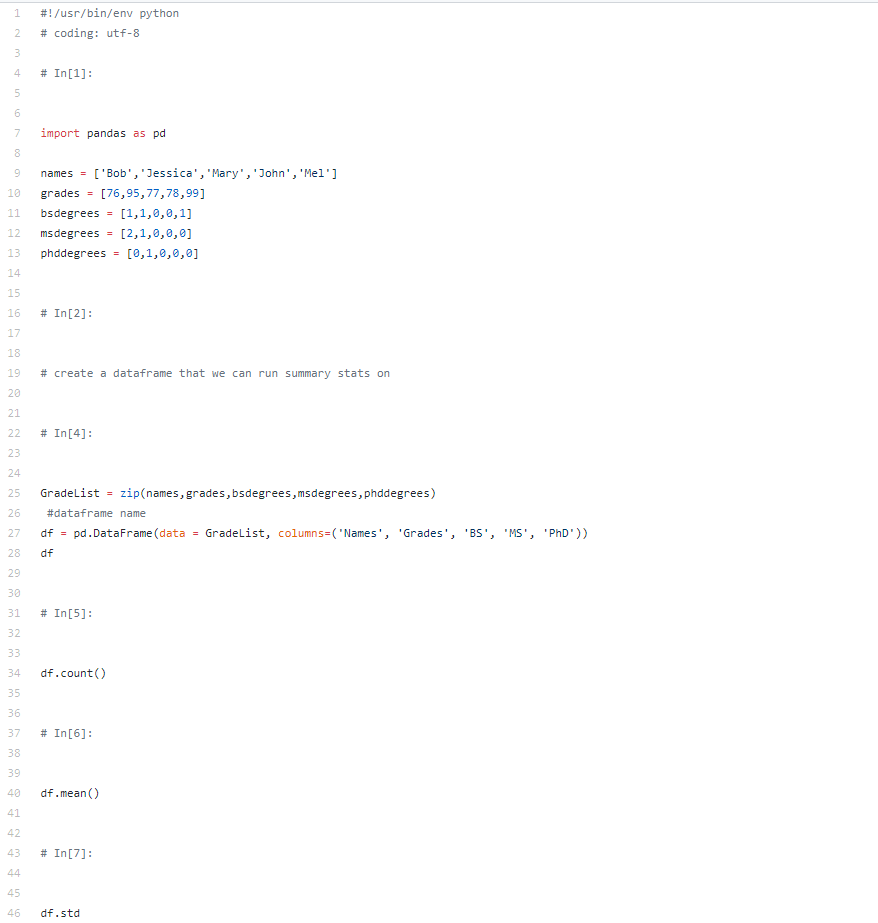 1 #!/usr/bin/env python
2 # coding: utf-8
3
4 # In[1]:
5
6
7 import pandas as pd
8
9 names = ['Bob','Jessica','Mary','John','Mel']
10 grades = [76,95,77,78,99]
11 bsdegrees = [1,1,0,0,1]
12 msdegrees = [2,1,0,0,0]
13 phddegrees = [0,1,0,0,0]
14
15
16 # In[2]:
17
18
19 # create a dataframe that we can run summary stats on
20
21
22 # In[4]:
23
24
25 GradeList = zip(names,grades,bsdegrees,msdegrees,phddegrees)
26  #dataframe name
27 df = pd.DataFrame(data = GradeList, columns=('Names', 'Grades', 'BS', 'MS', 'PhD'))
28 df
29
30
31 # In[5]:
32
33
34 df.count()
35
36
37 # In[6]:
38
39
40 df.mean()
41
42
43 # In[7]:
44
45
46 df.std